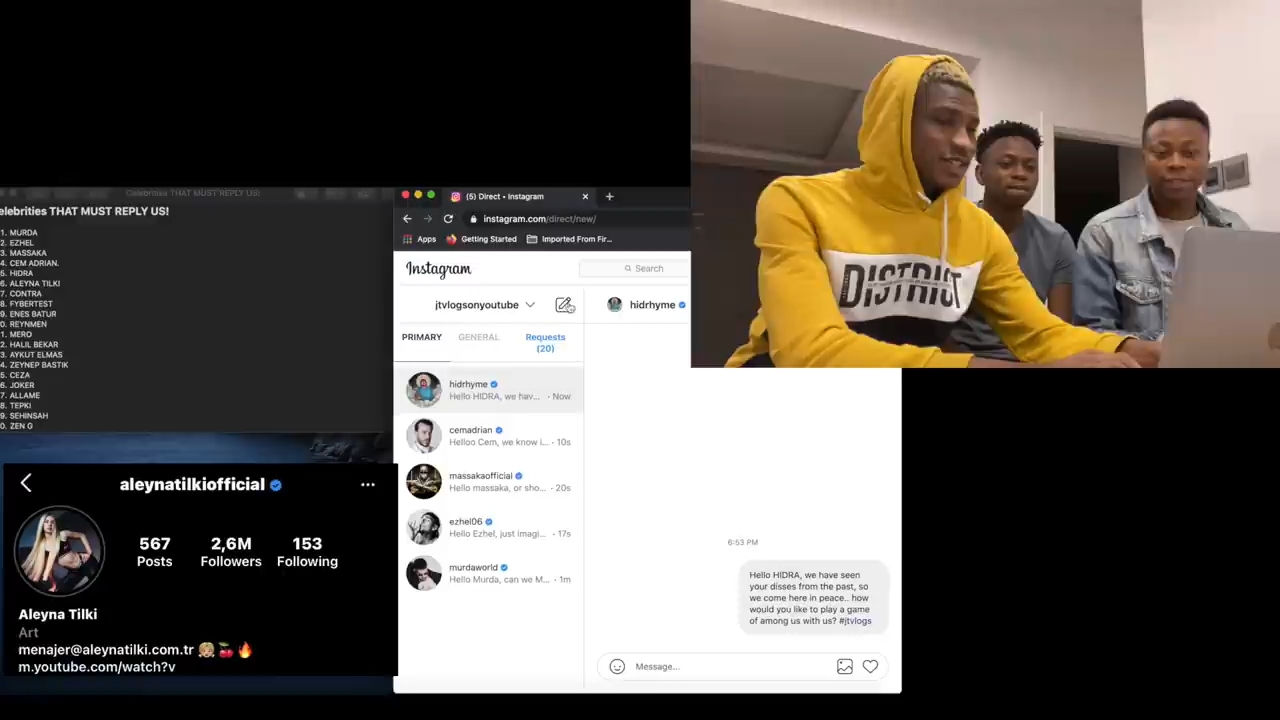 Celebrities THAT MUST REPLY US!
elebrities THAT MUST REPLY US!
1. MURDA
2. EZHEL
3. MASSAKA
4. CEM ADRIAN.
5. HIDRA
6. ALEYNA TILKI
7. CONTRA
8. FYBERTEST
9. ENES BATUR
0. REYNMEN
1. MERO
2. HALIL BEKAR
3. AYKUT ELMAS
4. ZEYNEP BASTIK
5. CEZA
6. JOKER
7. ALLAME
8. TEPKI
9. SEHINSAH
0. ZEN G
aleynatilkiofficial
567
Posts
2,6M
Followers
153
Following
Aleyna Tilki
Art
menajer@aleynatilki.com.tr
m.youtube.com/watch?v
(5) Direct • Instagram
instagram.com/direct/new/
Apps
Getting Started
Imported From Fir...
Instagram
Search
jtvlogsonyoutube
hidrhyme
PRIMARY
GENERAL
Requests
(20)
hidrhyme
Hello HIDRA, we hav... · Now
cemadrian
Helloo Cem, we know i... · 10s
massakaofficial
Hello massaka, or sho... · 20s
ezhel06
Hello Ezhel, just imagi... · 17s
murdaworld
Hello Murda, can we M... · 1m
6:53 PM
Hello HIDRA, we have seen
your disses from the past, so
we come here in peace.. how
would you like to play a game
of among us with us? #jtvlogs
Message...
DISTRICT